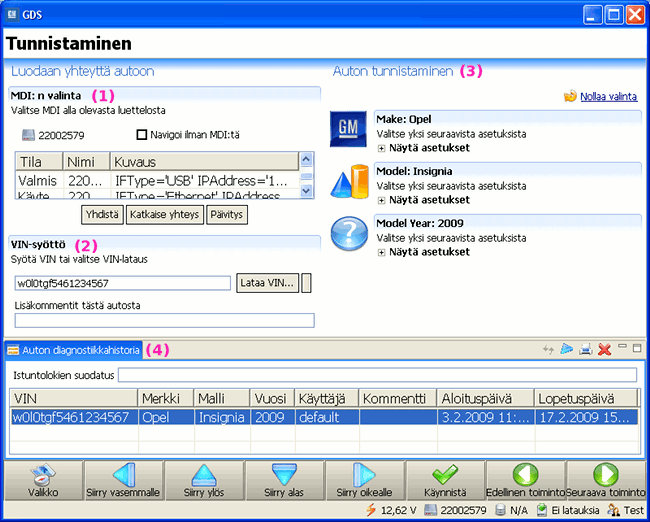 GDS
Tunnistaminen
Luodaan yhteyttä autoon
MDI: n valinta (1)
Valitse MDI alla olevasta luettelosta
22002579 Navigoi ilman MDI:tä
Tila Nimi Kuvaus
Valmis 220... IFType='USB' IPAddress='1...
Käyte 220 IFType='Ethernet' IPAddress
Yhdistä Katkaise yhteys Päivitys
VIN-syöttö (2)
Syötä VIN tai valitse VIN-lataus
w0l0tgf5461234567 Lataa VIN...
Lisäkommentit tästä autosta
Auton tunnistaminen (3)
Nollaa valinta
GM
Make: Opel
Valitse yksi seuraavista asetuksista
Näytä asetukset
Model: Insignia
Valitse yksi seuraavista asetuksista
Näytä asetukset
?
Model Year: 2009
Valitse yksi seuraavista asetuksista
Näytä asetukset
Auton diagnostiikkahistoria (4)
Istuntolokien suodatus
VIN Merkki Malli Vuosi Käyttäjä Kommentti Aloituspäivä Lopetuspäivä
w0l0tgf5461234567 Opel Insignia 2009 default 3.2.2009 11:... 17.2.2009 15...
Valikko Siirry vasemmalle Siirry ylös Siirry alas Siirry oikealle Käynnistä Edellinen toiminto Seuraava toiminto
12,62 V 22002579 N/A Ei latauksia Test